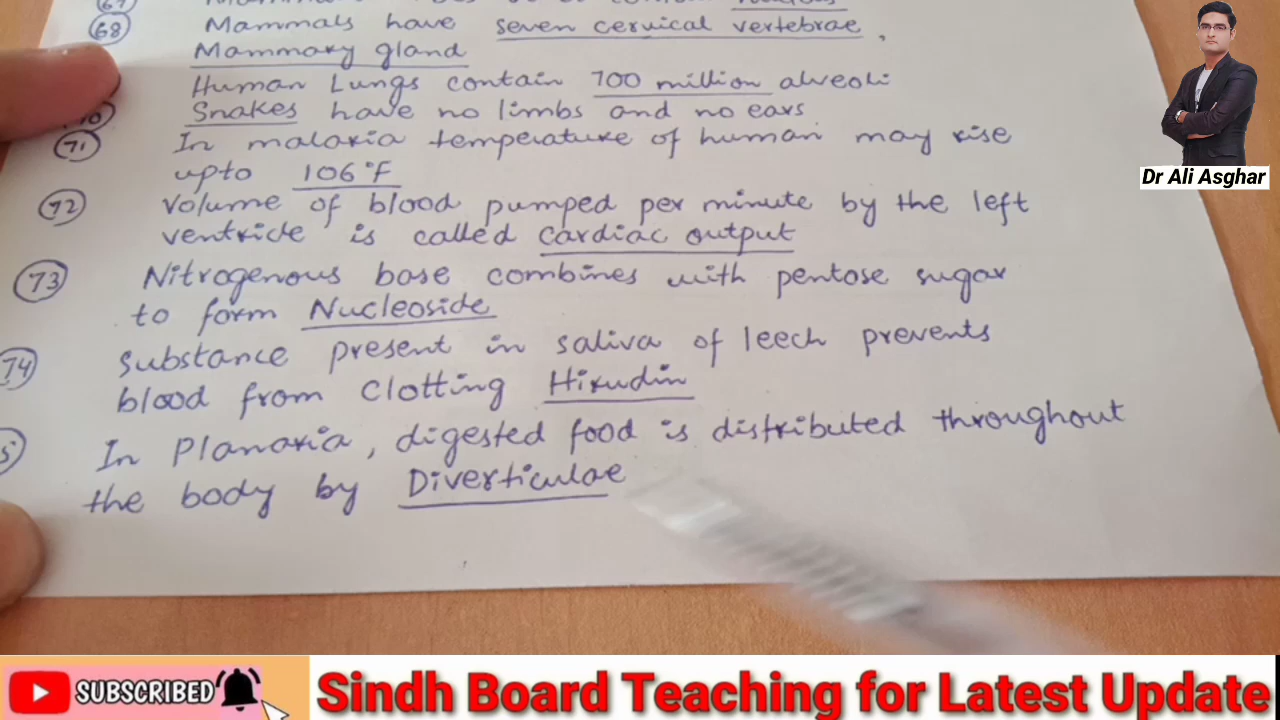 67
68 Mammals have seven cervical vertebrae,
Mammary gland
Human Lungs contain 700 million alveoli
Snakes have no limbs and no ears
71 In malaria temperature of human may rise
upto 106°F
72 Volume of blood pumped per minute by the left
ventricle is called cardiac output
73 Nitrogenous base combines with pentose sugar
to form Nucleoside
74 Substance present in saliva of leech prevents
blood from Clotting Hirudin
5 In Planaria, digested food is distributed throughout
the body by Diverticulae
Dr Ali Asghar
SUBSCRIBED
Sindh Board Teaching for Latest Update